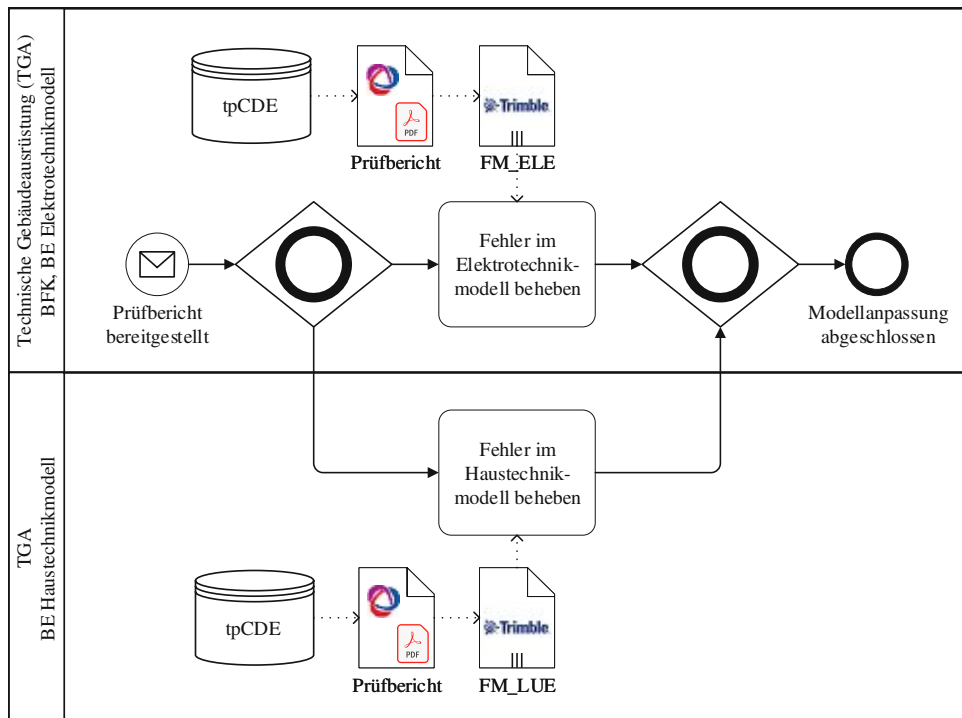 Technische Gebäudeausrüstung (TGA)
BFK, BE Elektrotechnikmodell
tpCDE
PDF
Trimble
Prüfbericht
FM_ELE
Prüfbericht
bereitgestellt
Fehler im
Elektrotechnik-
modell beheben
Modellanpassung
abgeschlossen
TGA
BE Haustechnikmodell
Fehler im
Haustechnik-
modell beheben
tpCDE
PDF
Trimble
Prüfbericht
FM_LUE